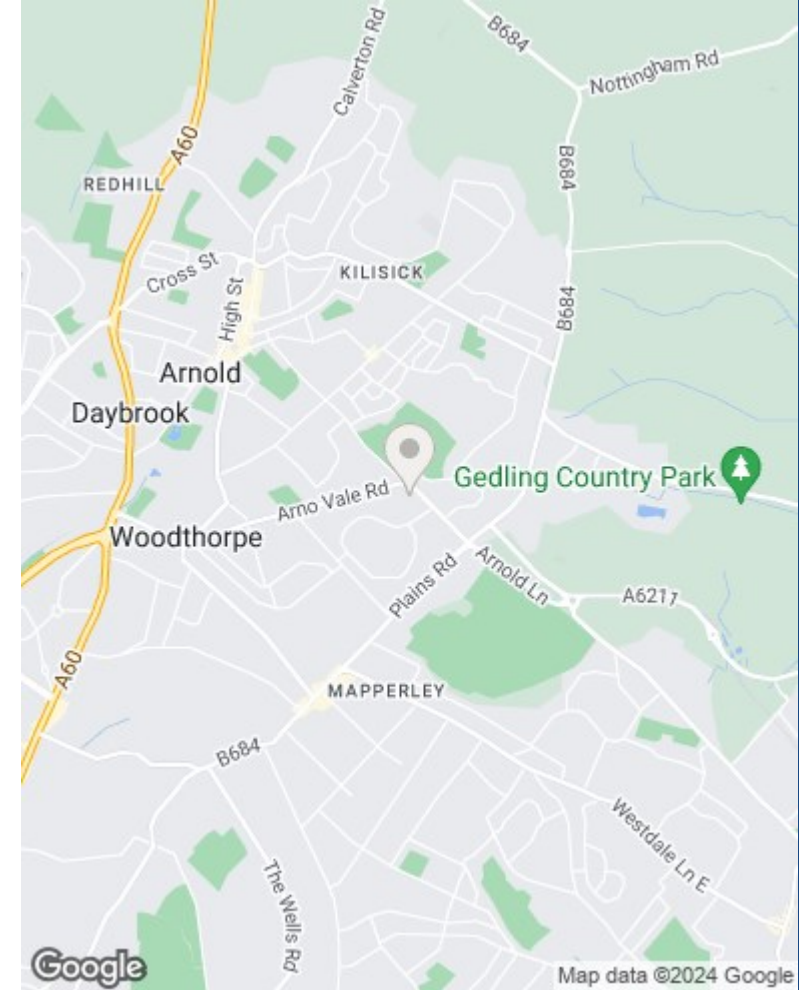 B684
Nottingham Rd
Calverton Rd
A60
B684
REDHILL
Cross St
KILISICK
High St
B684
Arnold
Daybrook
Gedling Country Park
Arno Vale Rd
Woodthorpe
Plains Rd
Arnold Ln
A6211
A60
MAPPERLEY
B684
Westdale Ln E
The Wells Rd
Google
Map data ©2024 Google